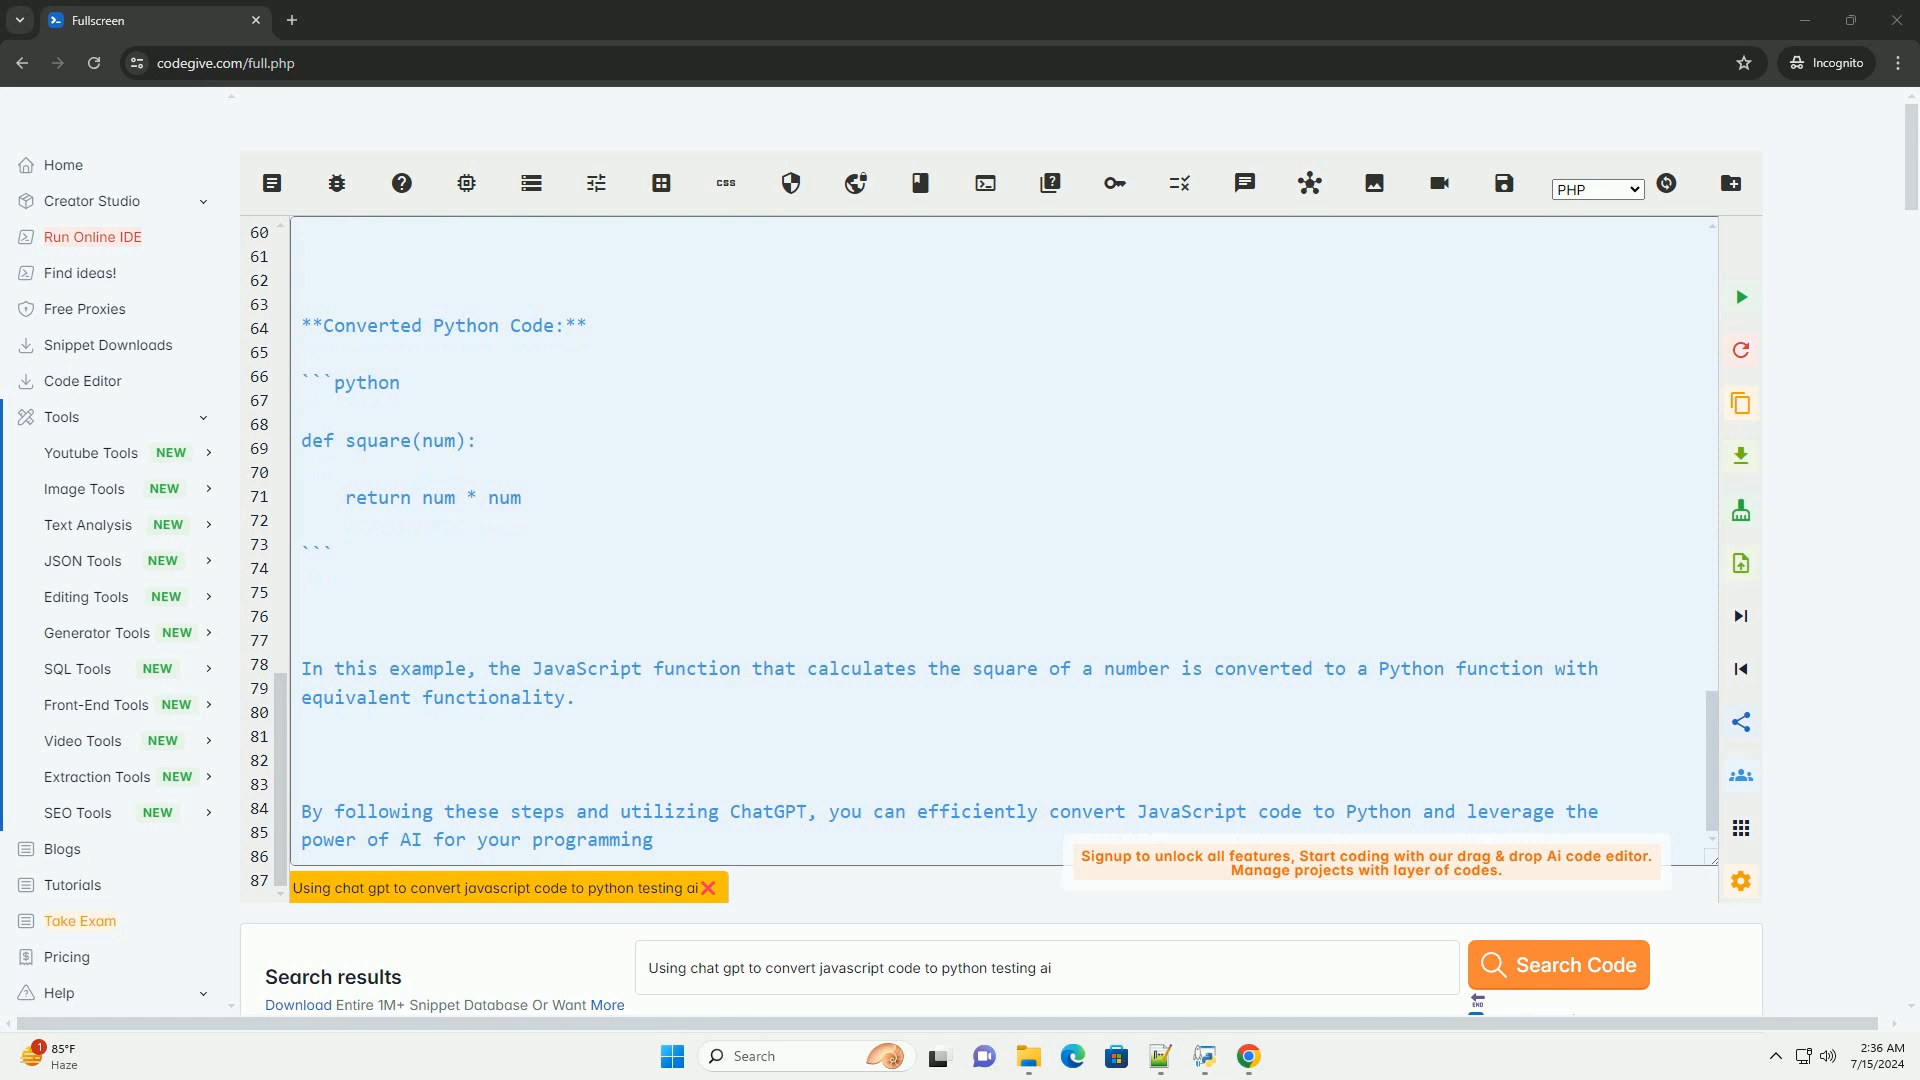 Fullscreen
codegive.com/full.php
Incognito
Home
Creator Studio
Run Online IDE
Find ideas!
Free Proxies
Snippet Downloads
Code Editor
Tools
Youtube Tools NEW
Image Tools NEW
Text Analysis NEW
JSON Tools NEW
Editing Tools NEW
Generator Tools NEW
SQL Tools NEW
Front-End Tools NEW
Video Tools NEW
Extraction Tools NEW
SEO Tools NEW
Blogs
Tutorials
Take Exam
Pricing
Help
CSS
PHP
60
61
62
63
64
65
66
67
68
69
70
71
72
73
74
75
76
77
78
79
80
81
82
83
84
85
86
87
**Converted Python Code:**
```python
def square(num):
return num * num
```
In this example, the JavaScript function that calculates the square of a number is converted to a Python function with
equivalent functionality.
By following these steps and utilizing ChatGPT, you can efficiently convert JavaScript code to Python and leverage the
power of AI for your programming
Signup to unlock all features, Start coding with our drag & drop Ai code editor.
Manage projects with layer of codes.
Using chat gpt to convert javascript code to python testing ai
Search results
Download Entire 1M+ Snippet Database Or Want More
Using chat gpt to convert javascript code to python testing ai
Search Code
END
1
85°F
Haze
Search
2:36 AM
7/15/2024